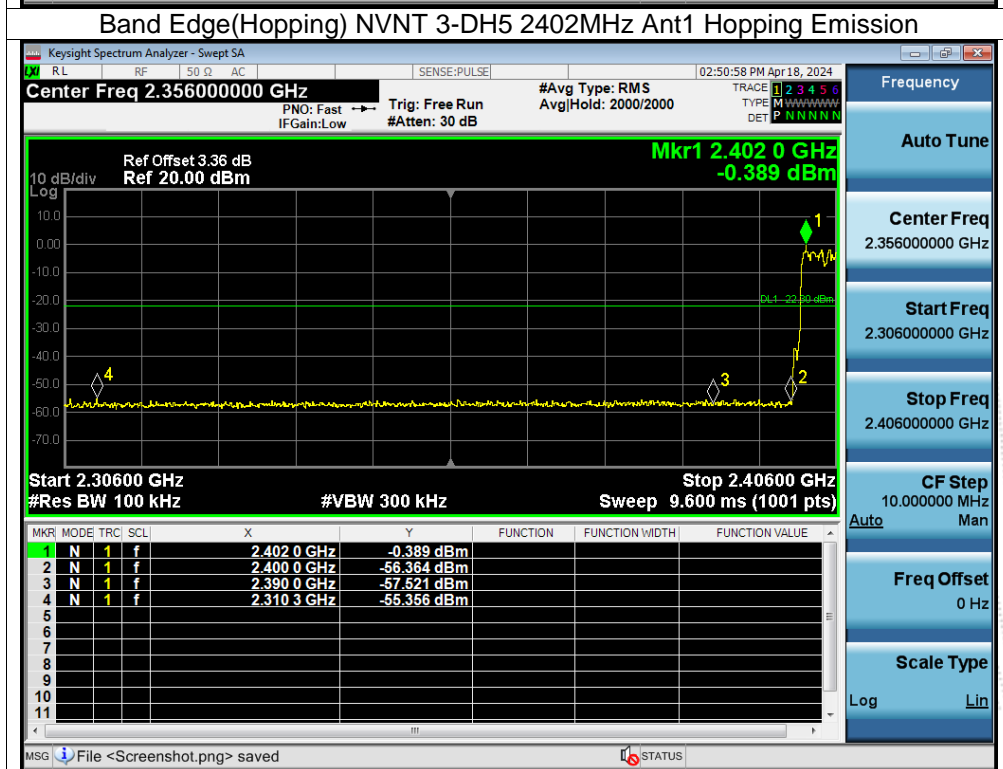 Band Edge(Hopping) NVNT 3-DH5 2402MHz Ant1 Hopping Emission
Keysight Spectrum Analyzer - Swept SA
LXI RL RF 50 Ω AC SENSE:PULSE 02:50:58 PM Apr 18, 2024
Center Freq 2.356000000 GHz
PNO: Fast
IFGain:Low
Trig: Free Run
#Atten: 30 dB
#Avg Type: RMS
Avg|Hold: 2000/2000
TRACE 1 2 3 4 5 6
TYPE M WWWWW
DET P N N N N N
Mkr1 2.402 0 GHz
-0.389 dBm
Ref Offset 3.36 dB
10 dB/div Ref 20.00 dBm
Log
10.0
0.00
-10.0
-20.0
-30.0
-40.0
-50.0
-60.0
-70.0
1
DL1 -22.30 dBm
4
3
2
Start 2.30600 GHz Stop 2.40600 GHz
#Res BW 100 kHz #VBW 300 kHz Sweep 9.600 ms (1001 pts)
MKR MODE TRC SCL X Y FUNCTION FUNCTION WIDTH FUNCTION VALUE
1 N 1 f 2.402 0 GHz -0.389 dBm
2 N 1 f 2.400 0 GHz -56.364 dBm
3 N 1 f 2.390 0 GHz -57.521 dBm
4 N 1 f 2.310 3 GHz -55.356 dBm
5
6
7
8
9
10
11
MSG File <Screenshot.png> saved STATUS
Frequency
Auto Tune
Center Freq
2.356000000 GHz
Start Freq
2.306000000 GHz
Stop Freq
2.406000000 GHz
CF Step
10.000000 MHz
Auto Man
Freq Offset
0 Hz
Scale Type
Log Lin